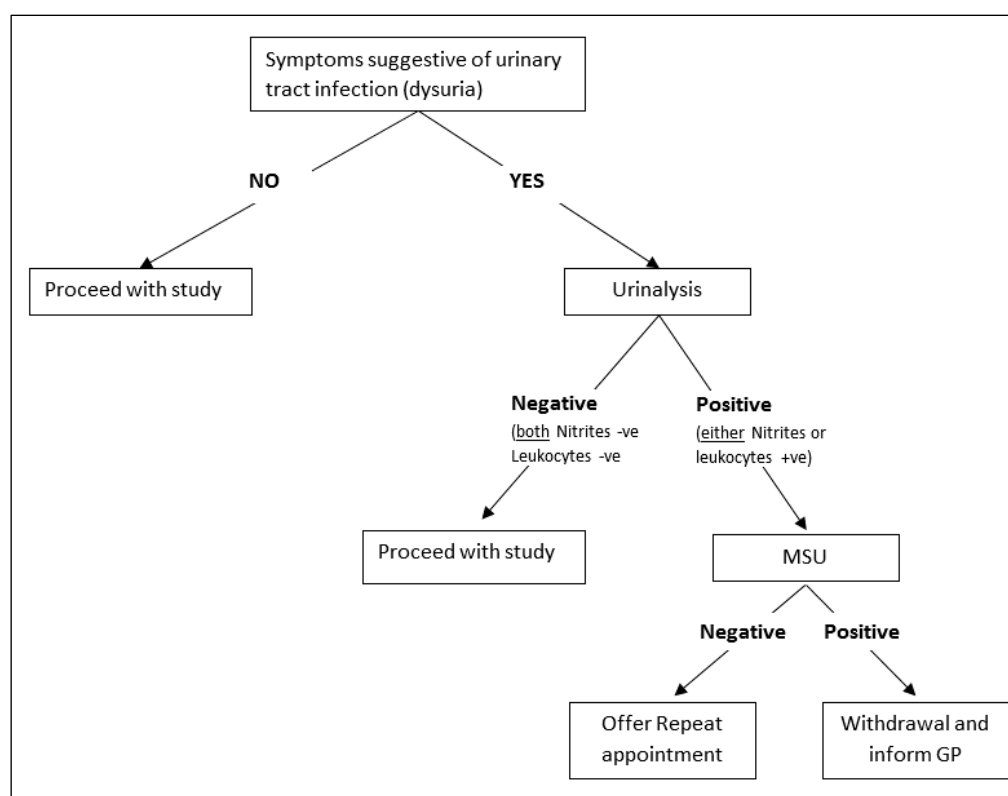 Symptoms suggestive of urinary
tract infection (dysuria)
NO
YES
Proceed with study
Urinalysis
Negative
(both Nitrites -ve
Leukocytes -ve
Positive
(either Nitrites or
leukocytes +ve)
Proceed with study
MSU
Negative
Positive
Offer Repeat
appointment
Withdrawal and
inform GP